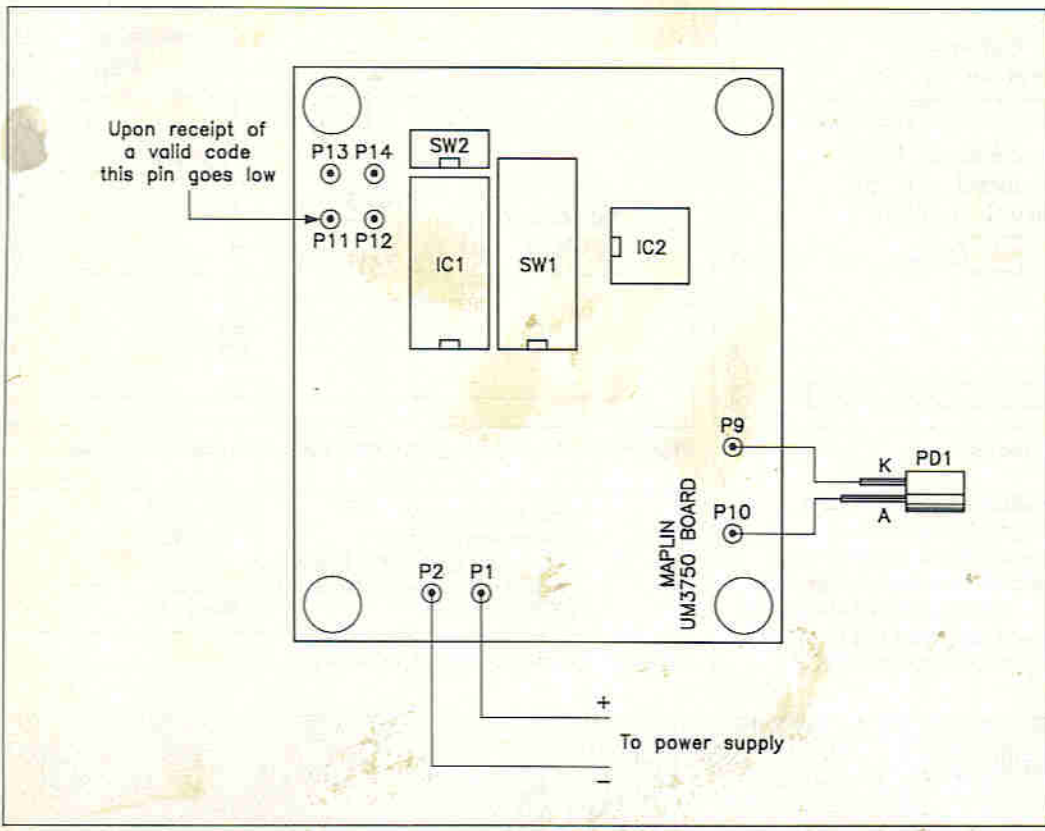 Upon receipt of
a valid code
this pin goes low
P13 P14
P11 P12
SW2
IC1
SW1
IC2
P9
K
PD1
P10
A
MAPLIN
UM3750 BOARD
P2
P1
+
To power supply
−